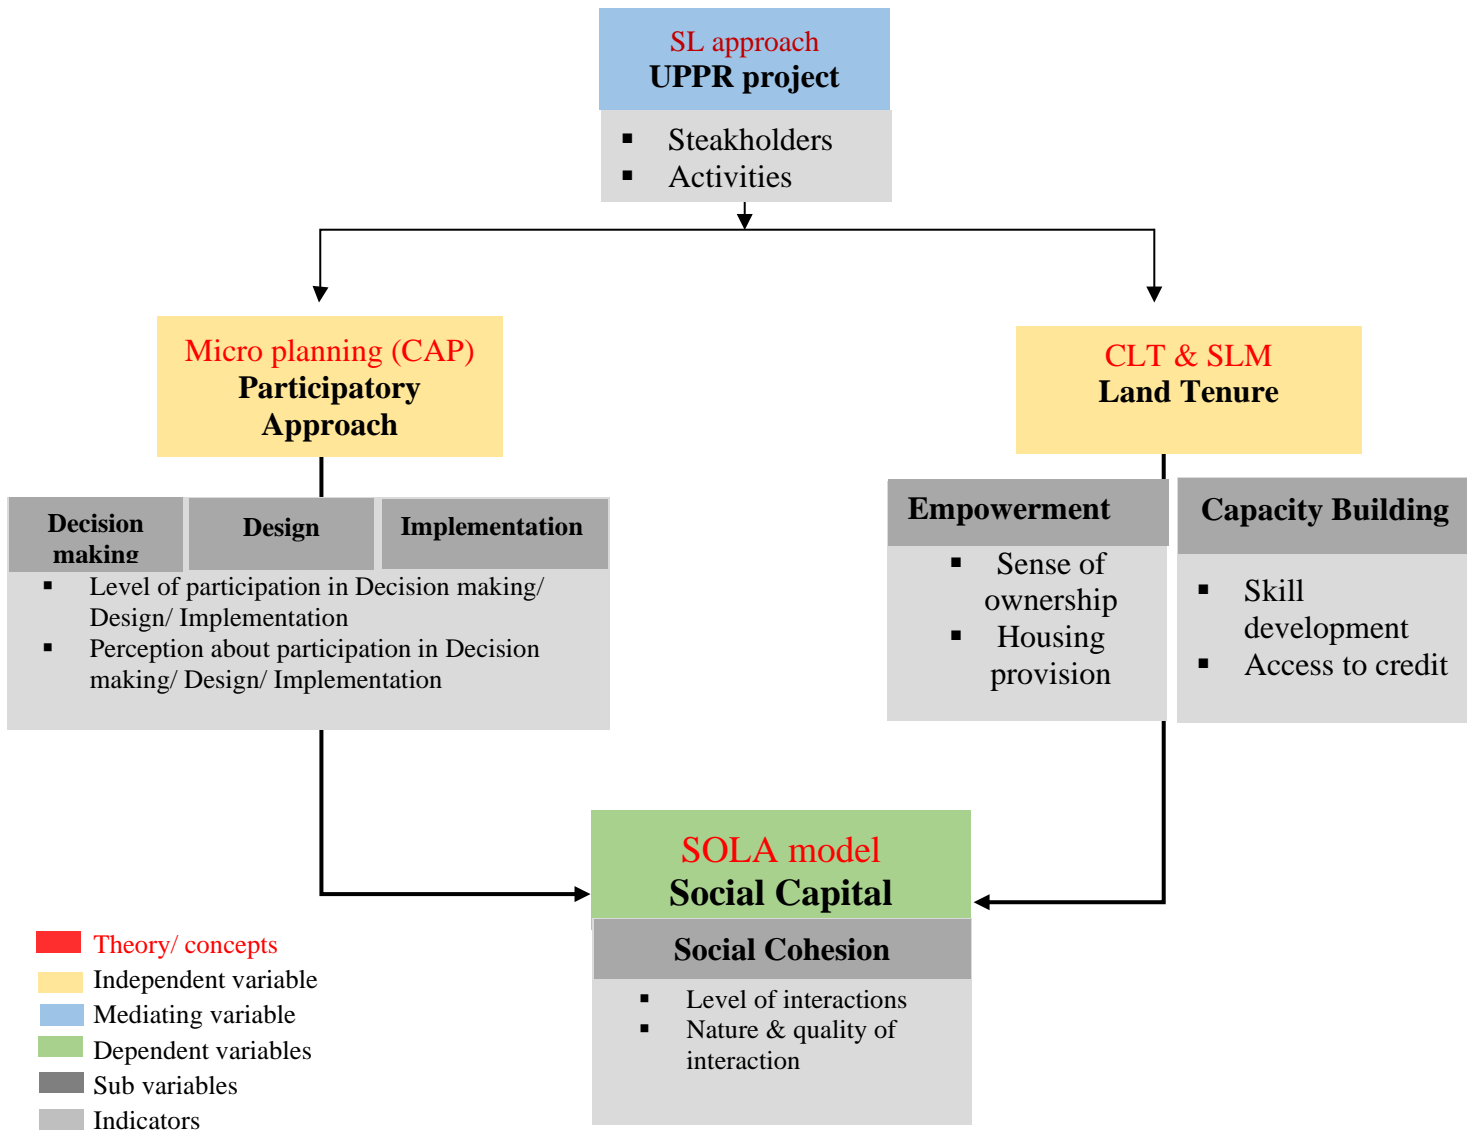 SL approach
UPPR project
▪ Steakholders
▪ Activities
Micro planning (CAP)
Participatory
Approach
CLT & SLM
Land Tenure
Decision
making
Design
Implementation
▪ Level of participation in Decision making/
Design/ Implementation
▪ Perception about participation in Decision
making/ Design/ Implementation
Empowerment
▪ Sense of
ownership
▪ Housing
provision
Capacity Building
▪ Skill
development
▪ Access to credit
SOLA model
Social Capital
Social Cohesion
▪ Level of interactions
▪ Nature & quality of
interaction
Theory/ concepts
Independent variable
Mediating variable
Dependent variables
Sub variables
Indicators